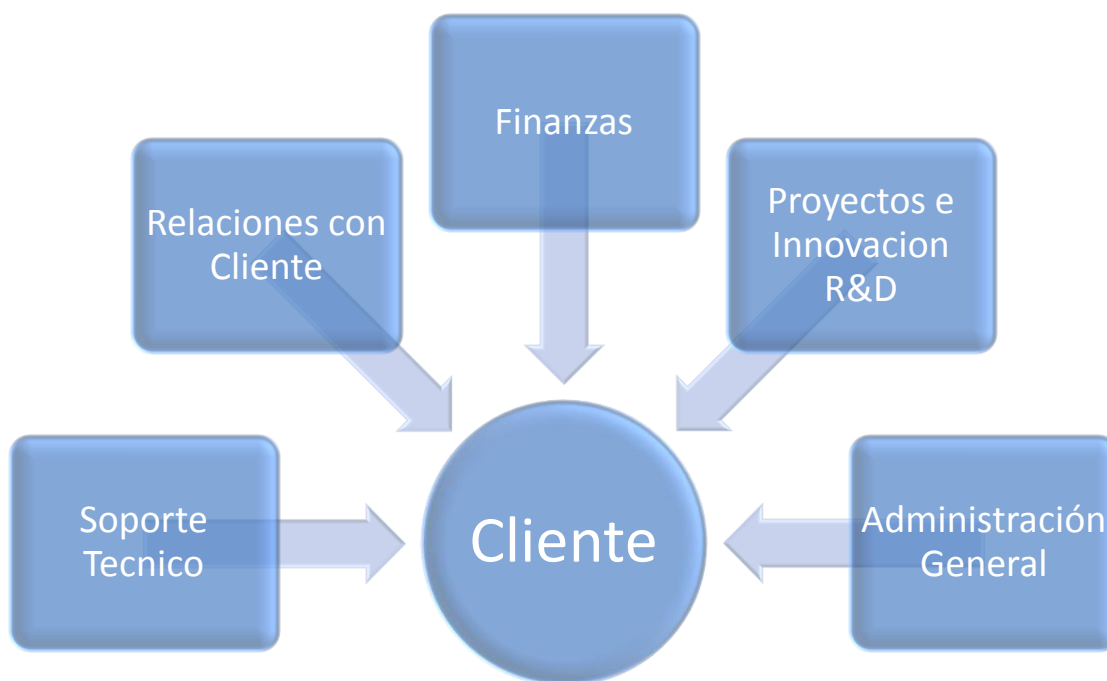 Finanzas
Relaciones con
Cliente
Proyectos e
Innovacion
R&D
Soporte
Tecnico
Cliente
Administración
General